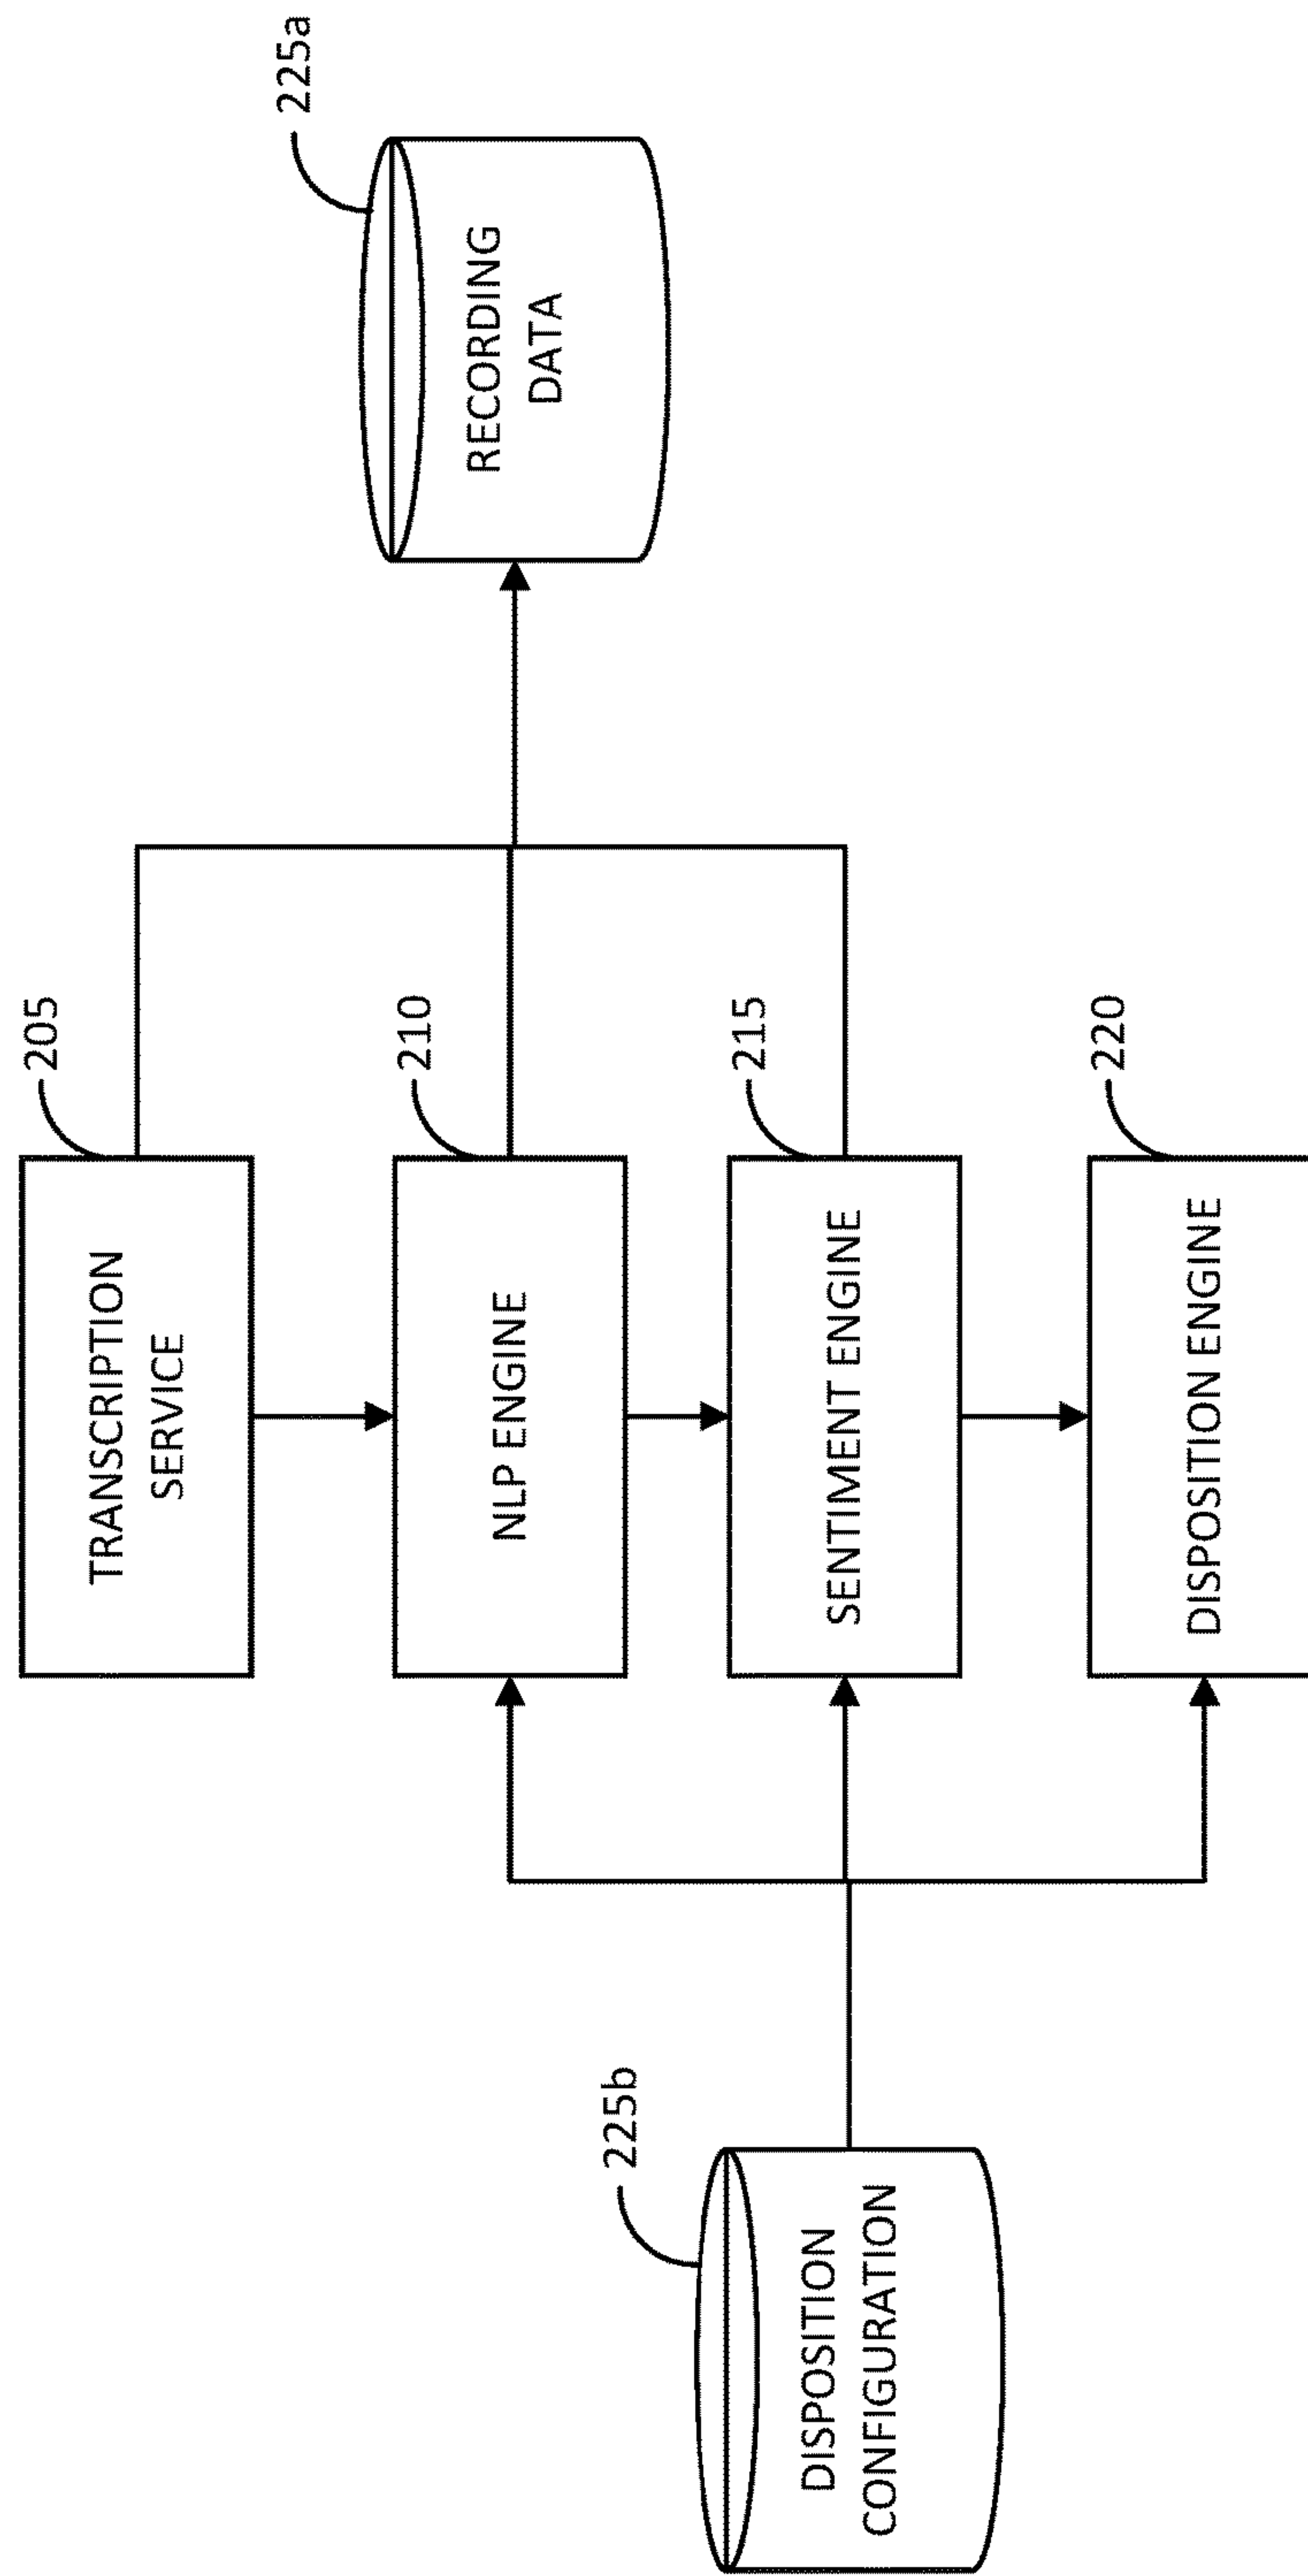 205
TRANSCRIPTION
SERVICE
225a
RECORDING
DATA
210
NLP ENGINE
225b
DISPOSITION
CONFIGURATION
215
SENTIMENT ENGINE
220
DISPOSITION ENGINE